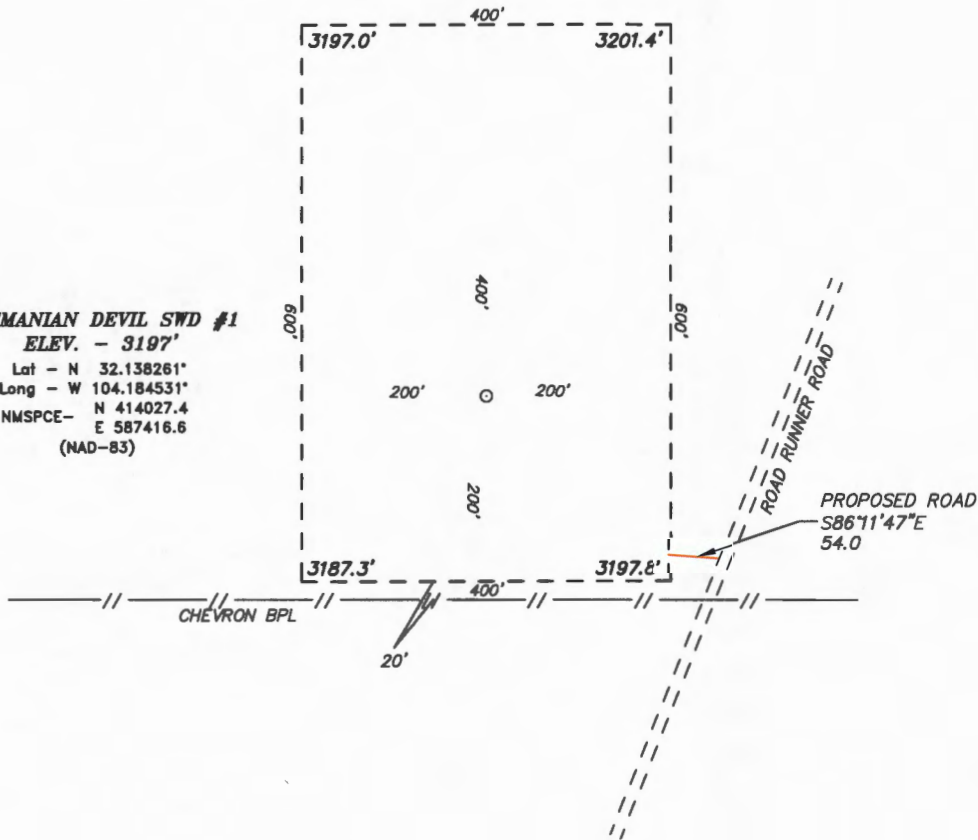 400'
3197.0'
3201.4'
600'
400'
600'
MANIAN DEVIL SWD #1
ELEV. - 3197'
Lat - N 32.138261°
Long - W 104.184531°
NMSPCE- N 414027.4
E 587416.6
(NAD-83)
200'
200'
ROAD RUNNER ROAD
200'
PROPOSED ROAD
S86°11'47"E
54.0
3187.3'
3197.8'
400'
CHEVRON BPL
20'